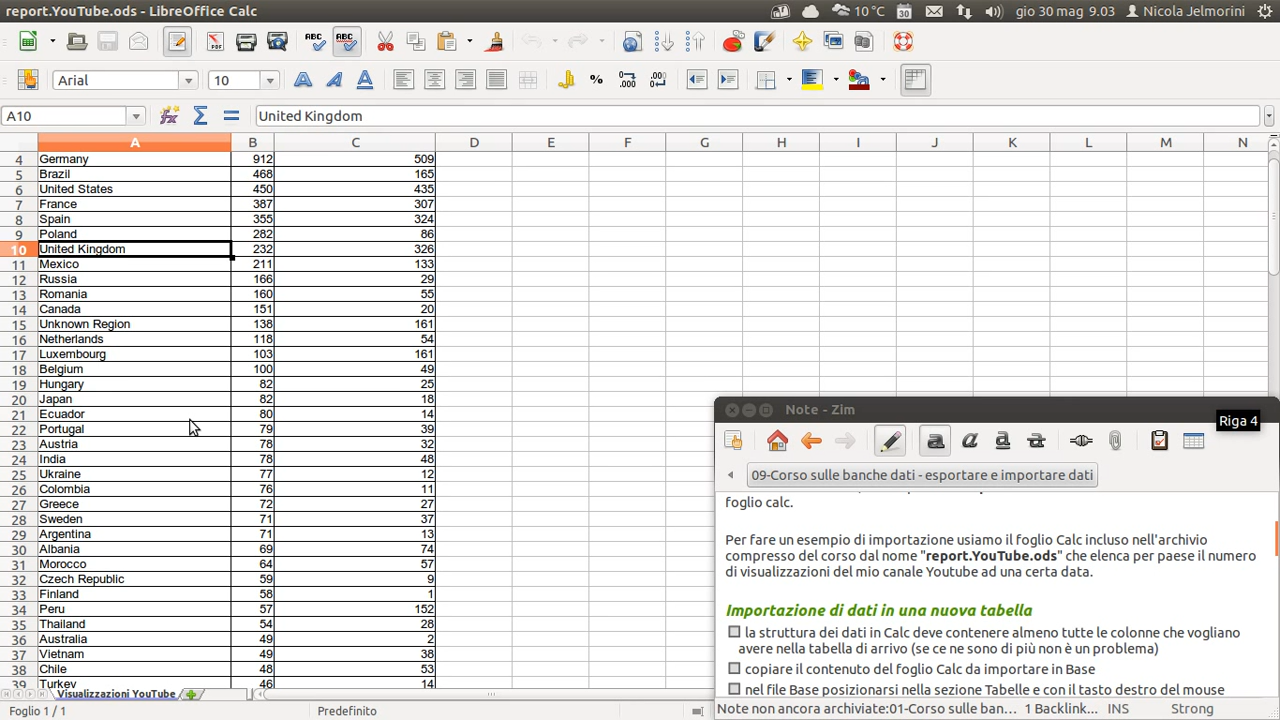 report.YouTube.ods - LibreOffice Calc
10 °C
gio 30 mag 9.03
Nicola Jelmorini
Arial
10
A10
United Kingdom
A B C D E F G H I J K L M N
4 Germany 912 509
5 Brazil 468 165
6 United States 450 435
7 France 387 307
8 Spain 355 324
9 Poland 282 86
10 United Kingdom 232 326
11 Mexico 211 133
12 Russia 166 29
13 Romania 160 55
14 Canada 151 20
15 Unknown Region 138 161
16 Netherlands 118 54
17 Luxembourg 103 161
18 Belgium 100 49
19 Hungary 82 25
20 Japan 82 18
21 Ecuador 80 14
22 Portugal 79 39
23 Austria 78 32
24 India 78 48
25 Ukraine 77 12
26 Colombia 76 11
27 Greece 72 27
28 Sweden 71 37
29 Argentina 71 13
30 Albania 69 74
31 Morocco 64 57
32 Czech Republic 59 9
33 Finland 58 1
34 Peru 57 152
35 Thailand 54 28
36 Australia 49 2
37 Vietnam 49 38
38 Chile 48 53
39 Turkey 46 14
Visualizzazioni YouTube
Foglio 1 / 1
Predefinito
Note - Zim
Riga 4
09-Corso sulle banche dati - esportare e importare dati
foglio calc.
Per fare un esempio di importazione usiamo il foglio Calc incluso nell'archivio
compresso del corso dal nome "report.YouTube.ods" che elenca per paese il numero
di visualizzazioni del mio canale Youtube ad una certa data.
Importazione di dati in una nuova tabella
la struttura dei dati in Calc deve contenere almeno tutte le colonne che vogliano
avere nella tabella di arrivo (se ce ne sono di più non è un problema)
copiare il contenuto del foglio Calc da importare in Base
nel file Base posizionarsi nella sezione Tabelle e con il tasto destro del mouse
Note non ancora archiviate:01-Corso sulle ban...
1 Backlink...
INS
Strong